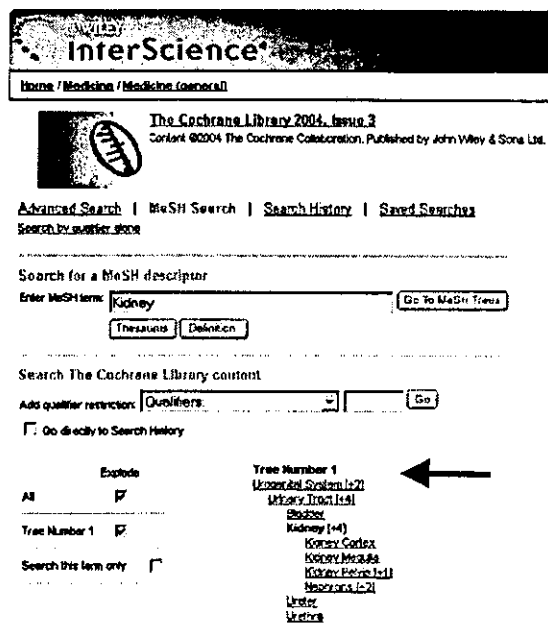 WILEY
InterScience
Home / Medicine / Medicine (general)
The Cochrane Library 2004, Issue 3
Content ©2004 The Cochrane Collaboration. Published by John Wiley & Sons Ltd.
Advanced Search | MeSH Search | Search History | Saved Searches
Search by qualifier alone
Search for a MeSH descriptor
Enter MeSH term: Kidney Go To MeSH Trees
Thesaurus Definition
Search The Cochrane Library content
Add qualifier restriction: Qualifiers: Go
Go directly to Search History
Explode
All
Tree Number 1
Search this term only
Tree Number 1
Urogenital System [+2]
Urinary Tract [+4]
Bladder
Kidney [+4]
Kidney Cortex
Kidney Medulla
Kidney Pelvis [+1]
Nephrons [+2]
Ureter
Urethra